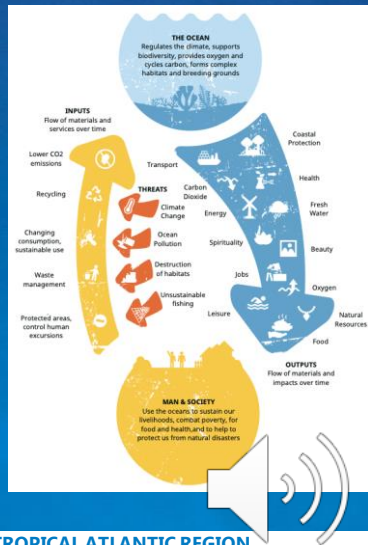 THE OCEAN
Regulates the climate, supports
biodiversity, provides oxygen and
cycles carbon, forms complex
habitats and breeding grounds
INPUTS
Flow of materials and
services over time
Lower CO2
emissions
Recycling
Changing
consumption,
sustainable use
Waste
management
Protected areas,
control human
excursions
THREATS
Climate
Change
Ocean
Pollution
Destruction
of habitats
Unsustainable
fishing
Transport
Carbon
Dioxide
Energy
Spirituality
Jobs
Leisure
Coastal
Protection
Health
Fresh
Water
Beauty
Oxygen
Natural
Resources
Food
OUTPUTS
Flow of materials and
impacts over time
MAN & SOCIETY
Use the oceans to sustain our
livelihoods, combat poverty, for
food and health,and to help to
protect us from natural disasters
TROPICAL ATLANTIC REGION